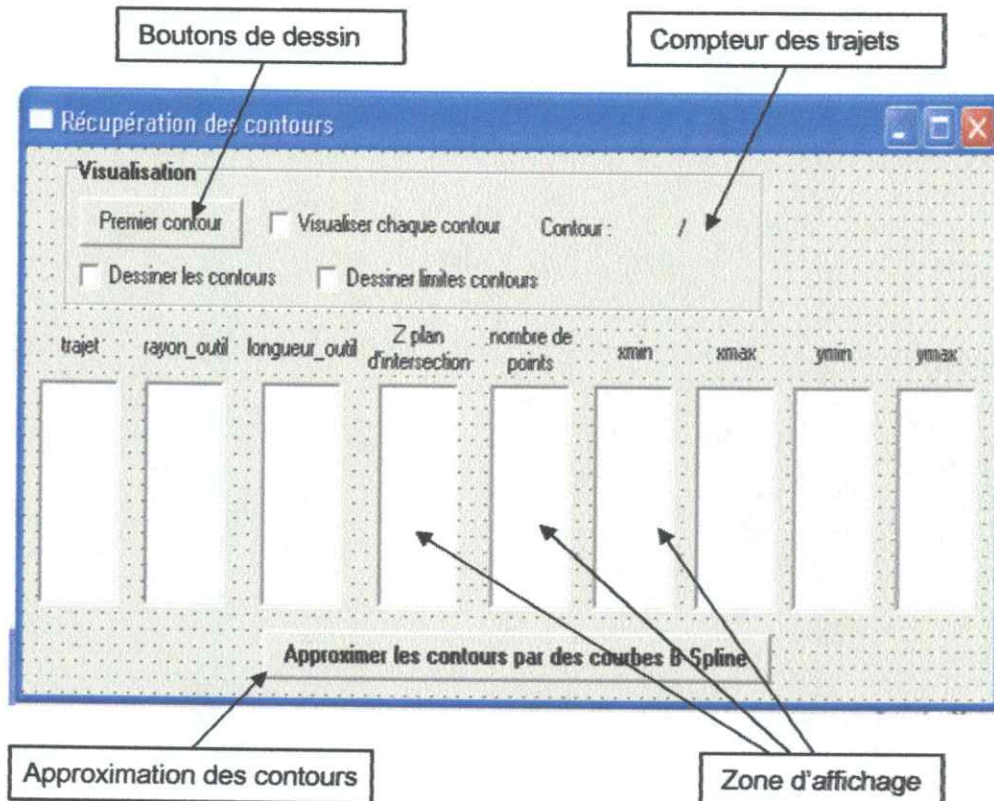 Boutons de dessin
Compteur des trajets
Récupération des contours
Visualisation
Premier contour
Visualiser chaque contour
Contour :
/
Dessiner les contours
Dessiner limites contours
trajet
rayon_outil
longueur_outil
Z plan
d'intersection
nombre de
points
xmin
xmax
ymin
ymax
Approximer les contours par des courbes B-Spline
Approximation des contours
Zone d'affichage